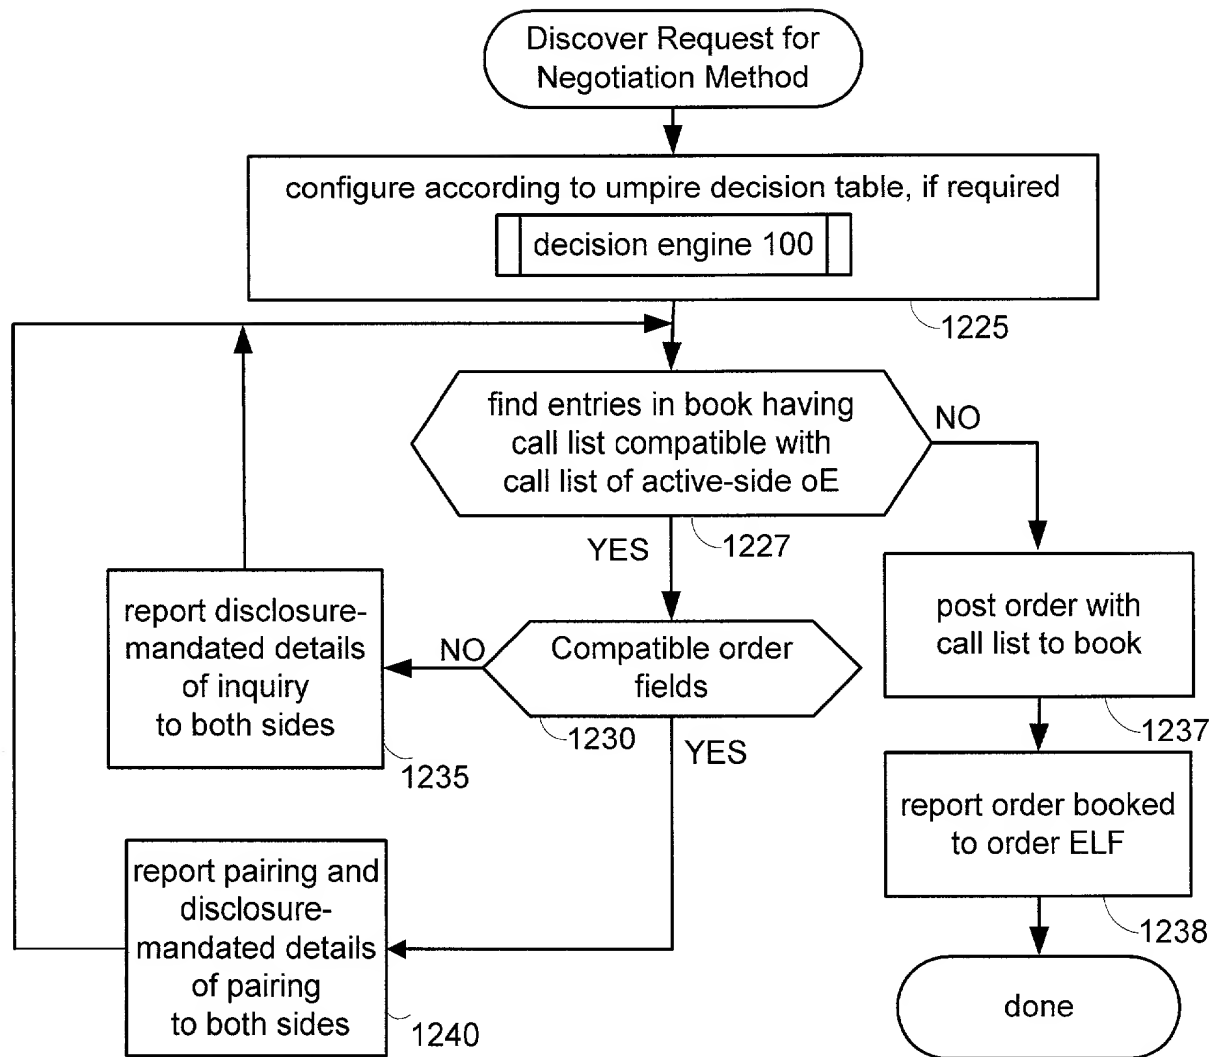 Discover Request for
Negotiation Method
configure according to umpire decision table, if required
decision engine 100
1225
find entries in book having
call list compatible with
call list of active-side oE
NO
1227
YES
post order with
call list to book
1237
Compatible order
fields
NO
1230
YES
report disclosure-
mandated details
of inquiry
to both sides
1235
report order booked
to order ELF
1238
report pairing and
disclosure-
mandated details
of pairing
to both sides
1240
done